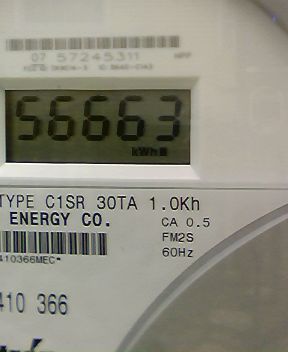 07 57245311
56663
kWh
TYPE C1SR 30TA 1.0Kh
ENERGY CO.
CA 0.5
FM2S
60Hz
410366MEC*
410 366